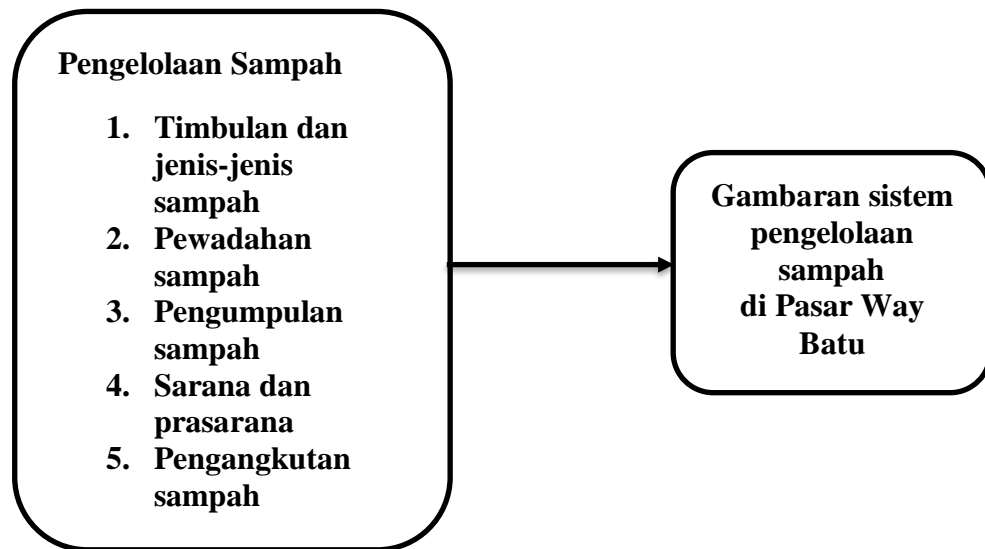 Pengelolaan Sampah
1. Timbulan dan
jenis-jenis
sampah
2. Pewadahan
sampah
3. Pengumpulan
sampah
4. Sarana dan
prasarana
5. Pengangkutan
sampah
Gambaran sistem
pengelolaan
sampah
di Pasar Way
Batu